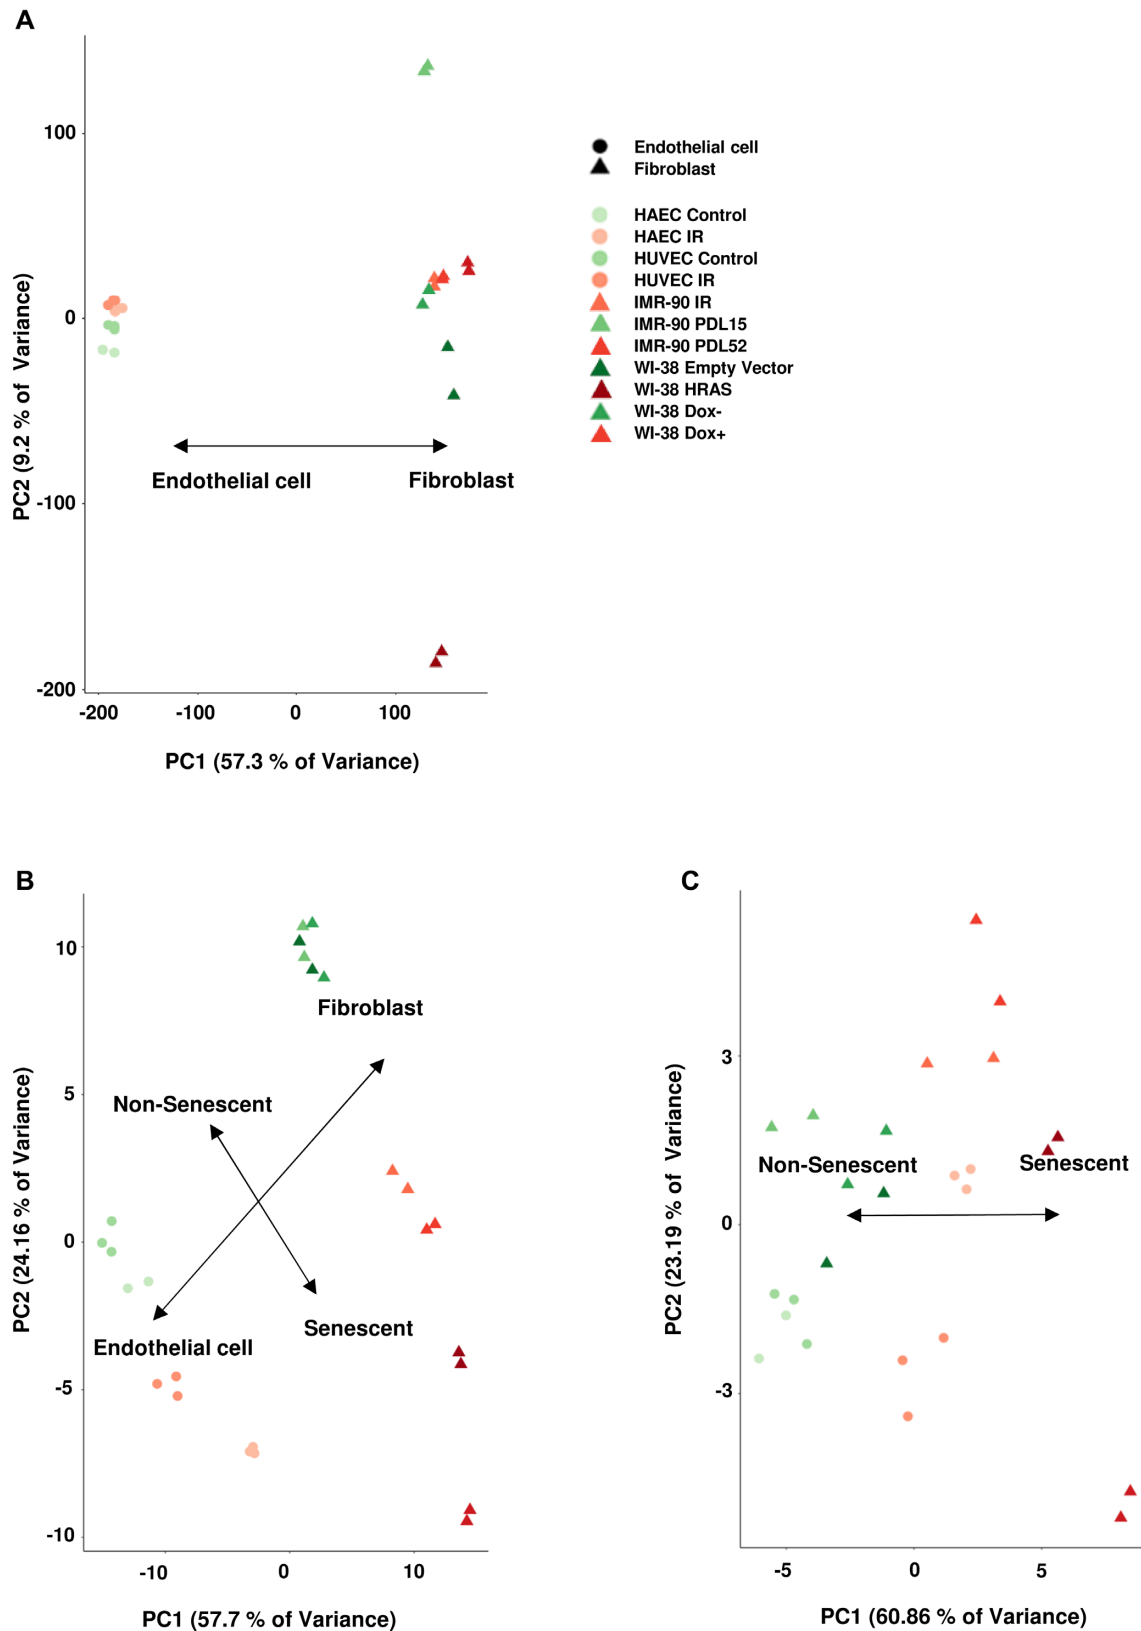 A
100
0
-100
-200
PC2 (9.2 % of Variance)
Endothelial cell
Fibroblast
-200
-100
0
100
PC1 (57.3 % of Variance)
Endothelial cell
Fibroblast
HAEC Control
HAEC IR
HUVEC Control
HUVEC IR
IMR-90 IR
IMR-90 PDL15
IMR-90 PDL52
WI-38 Empty Vector
WI-38 HRAS
WI-38 Dox-
WI-38 Dox+
B
10
5
0
-5
-10
PC2 (24.16 % of Variance)
Fibroblast
Non-Senescent
Senescent
Endothelial cell
-10
0
10
PC1 (57.7 % of Variance)
C
3
0
-3
PC2 (23.19 % of Variance)
Non-Senescent
Senescent
-5
0
5
PC1 (60.86 % of Variance)